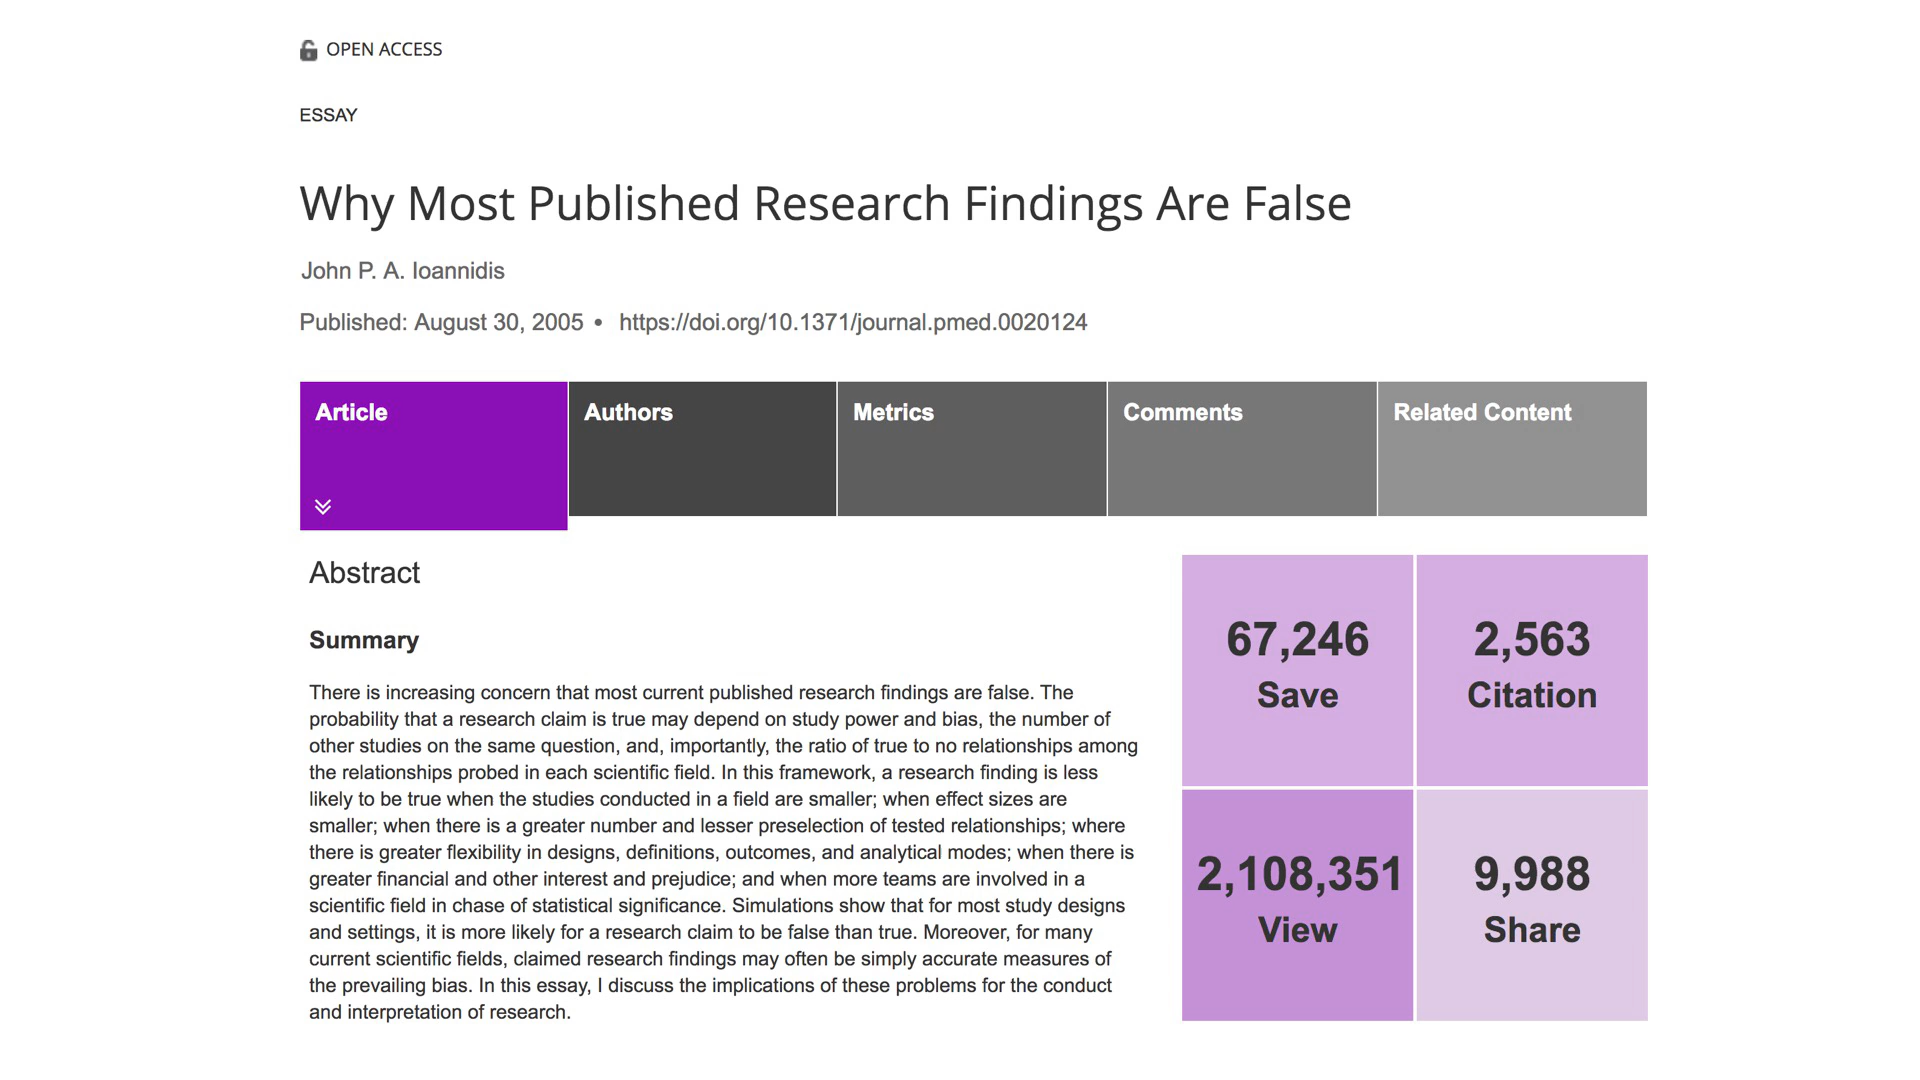 OPEN ACCESS
ESSAY
Why Most Published Research Findings Are False
John P. A. Ioannidis
Published: August 30, 2005 • https://doi.org/10.1371/journal.pmed.0020124
Article
Authors
Metrics
Comments
Related Content
Abstract
Summary
There is increasing concern that most current published research findings are false. The
probability that a research claim is true may depend on study power and bias, the number of
other studies on the same question, and, importantly, the ratio of true to no relationships among
the relationships probed in each scientific field. In this framework, a research finding is less
likely to be true when the studies conducted in a field are smaller; when effect sizes are
smaller; when there is a greater number and lesser preselection of tested relationships; where
there is greater flexibility in designs, definitions, outcomes, and analytical modes; when there is
greater financial and other interest and prejudice; and when more teams are involved in a
scientific field in chase of statistical significance. Simulations show that for most study designs
and settings, it is more likely for a research claim to be false than true. Moreover, for many
current scientific fields, claimed research findings may often be simply accurate measures of
the prevailing bias. In this essay, I discuss the implications of these problems for the conduct
and interpretation of research.
67,246
Save
2,563
Citation
2,108,351
View
9,988
Share